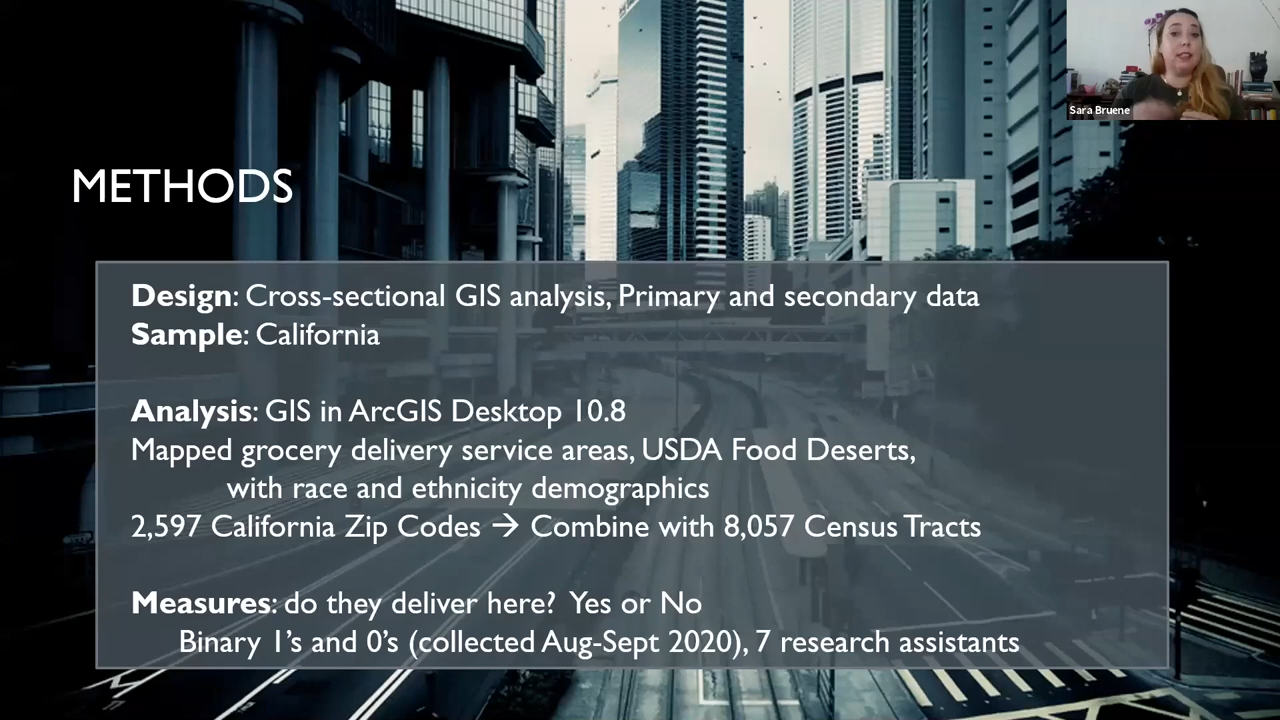 Sara Bruene
METHODS
Design: Cross-sectional GIS analysis, Primary and secondary data
Sample: California
Analysis: GIS in ArcGIS Desktop 10.8
Mapped grocery delivery service areas, USDA Food Deserts,
with race and ethnicity demographics
2,597 California Zip Codes → Combine with 8,057 Census Tracts
Measures: do they deliver here? Yes or No
Binary 1's and 0's (collected Aug-Sept 2020), 7 research assistants